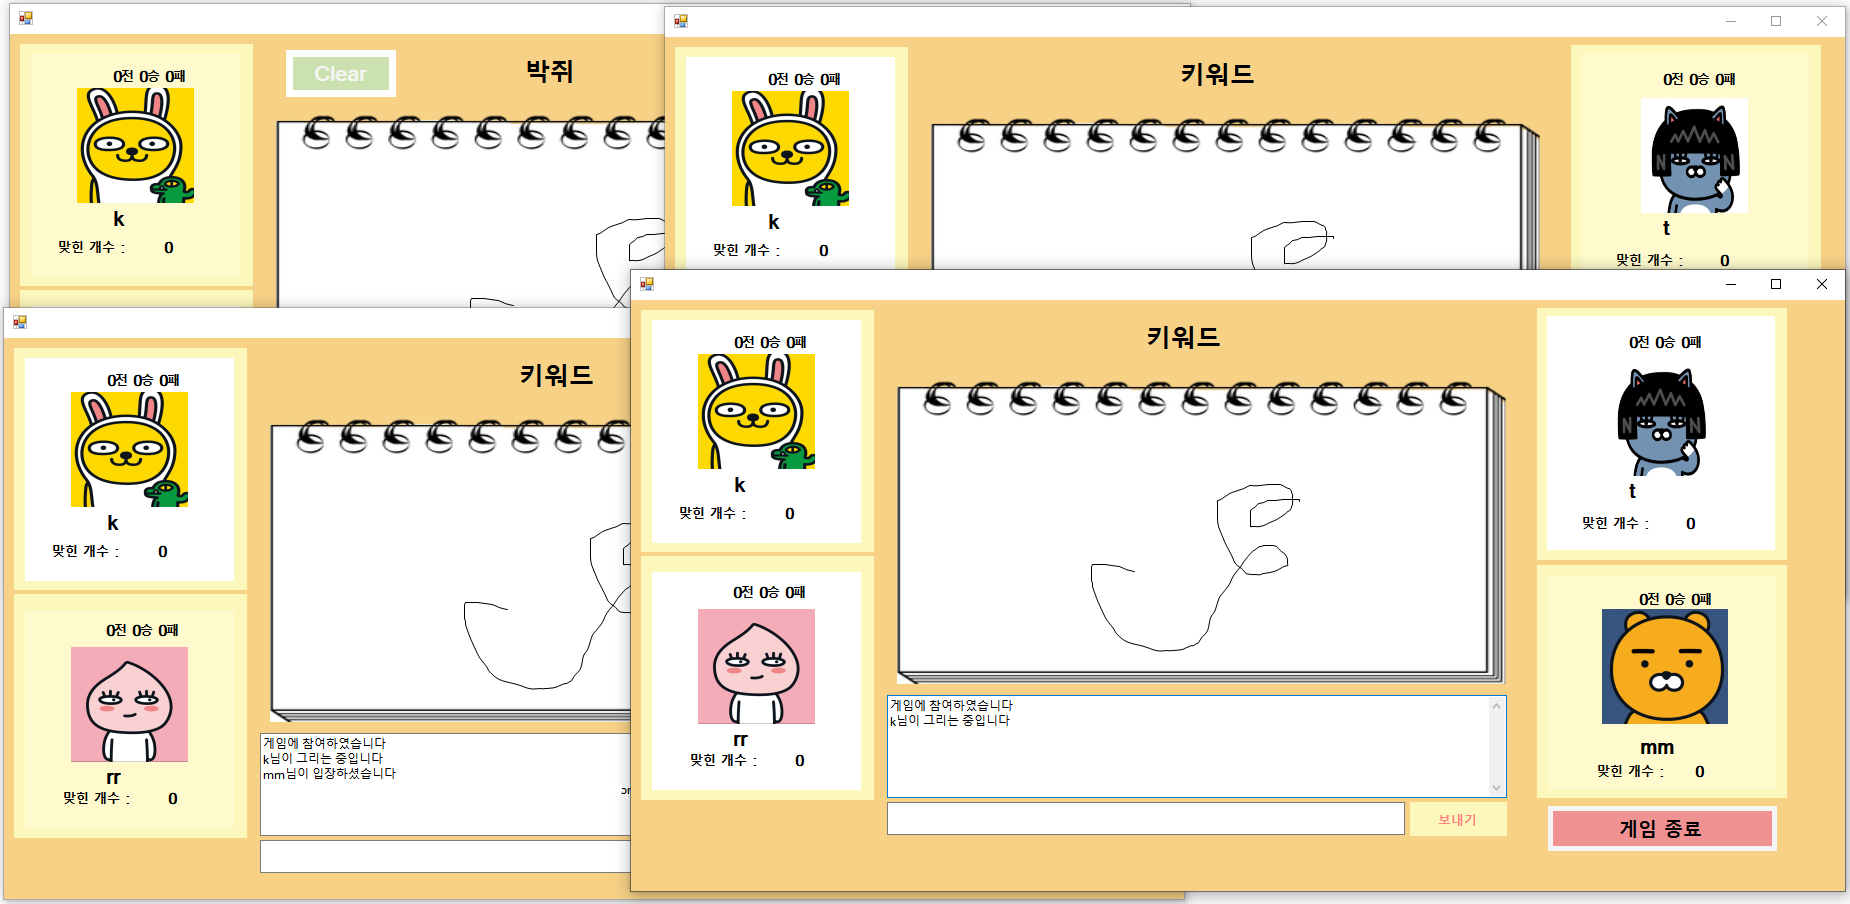 0전 0승 0패
k
맞힌 개수 : 0
Clear
박쥐
0전 0승 0패
k
맞힌 개수 : 0
키워드
0전 0승 0패
t
맞힌 개수 : 0
0전 0승 0패
k
맞힌 개수 : 0
0전 0승 0패
rr
맞힌 개수 : 0
키워드
게임에 참여하였습니다
k님이 그리는 중입니다
mm님이 입장하셨습니다
0전 0승 0패
k
맞힌 개수 : 0
0전 0승 0패
rr
맞힌 개수 : 0
키워드
게임에 참여하였습니다
k님이 그리는 중입니다
보내기
0전 0승 0패
t
맞힌 개수 : 0
0전 0승 0패
mm
맞힌 개수 : 0
게임 종료